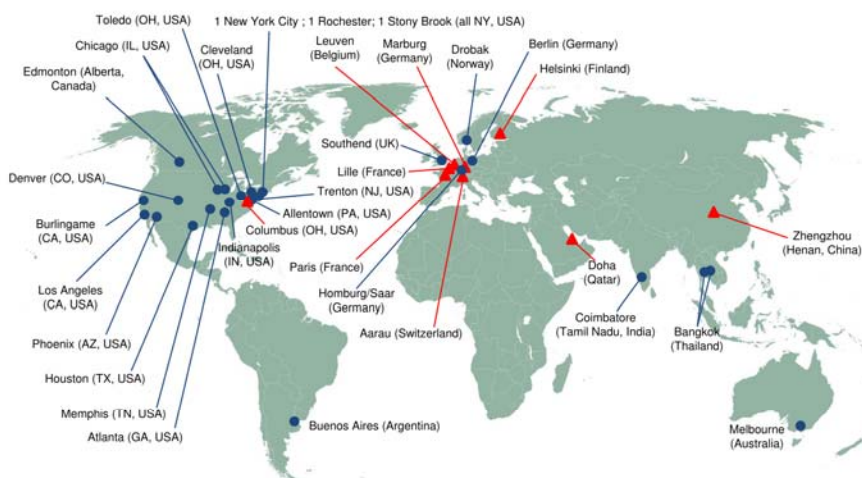 Toledo (OH, USA)
1 New York City ; 1 Rochester; 1 Stony Brook (all NY, USA)
Chicago (IL, USA)
Cleveland
(OH, USA)
Leuven
(Belgium)
Marburg
(Germany)
Drobak
(Norway)
Berlin (Germany)
Edmonton (Alberta,
Canada)
Helsinki (Finland)
Southend (UK)
Denver (CO, USA)
Lille (France)
Trenton (NJ, USA)
Allentown (PA, USA)
Burlingame
(CA, USA)
Columbus (OH, USA)
Indianapolis
(IN, USA)
Zhengzhou
(Henan, China)
Paris (France)
Doha
(Qatar)
Los Angeles
(CA, USA)
Homburg/Saar
(Germany)
Aarau (Switzerland)
Coimbatore
(Tamil Nadu, India)
Bangkok
(Thailand)
Phoenix (AZ, USA)
Houston (TX, USA)
Memphis (TN, USA)
Atlanta (GA, USA)
Buenos Aires (Argentina)
Melbourne
(Australia)